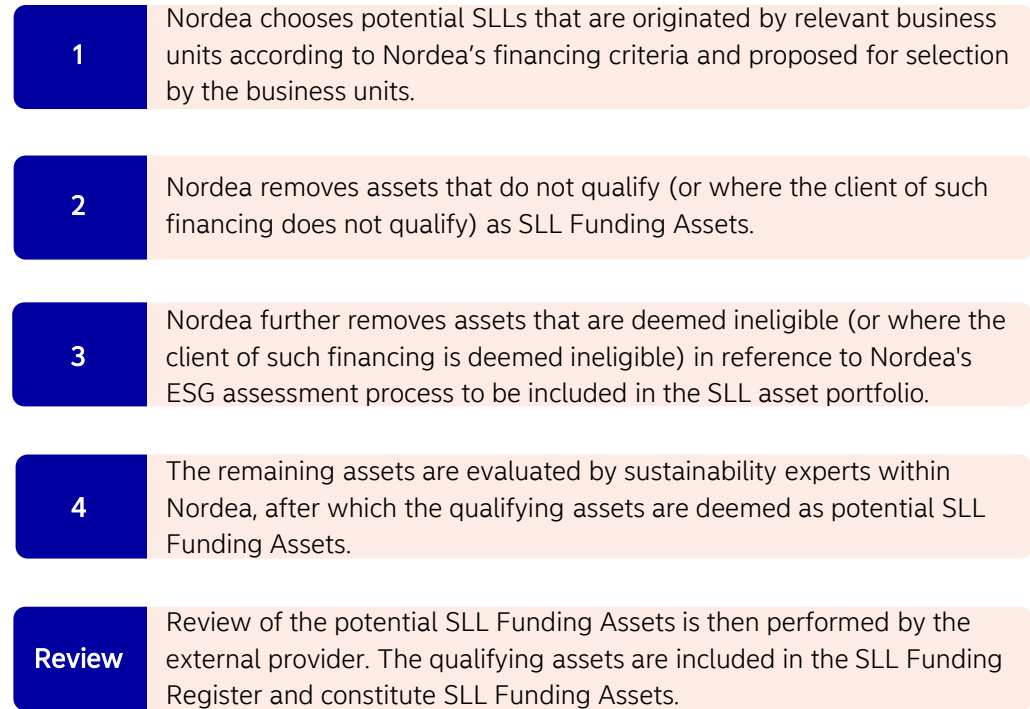 Nordea chooses potential SLLs that are originated by relevant business
1
units according to Nordea’s financing criteria and proposed for selection
by the business units.
2
Nordea removes assets that do not qualify (or where the client of such
financing does not qualify) as SLL Funding Assets.
3
Nordea further removes assets that are deemed ineligible (or where the
client of such financing is deemed ineligible) in reference to Nordea's
ESG assessment process to be included in the SLL asset portfolio.
4
The remaining assets are evaluated by sustainability experts within
Nordea, after which the qualifying assets are deemed as potential SLL
Funding Assets.
Review
Review of the potential SLL Funding Assets is then performed by the
external provider. The qualifying assets are included in the SLL Funding
Register and constitute SLL Funding Assets.